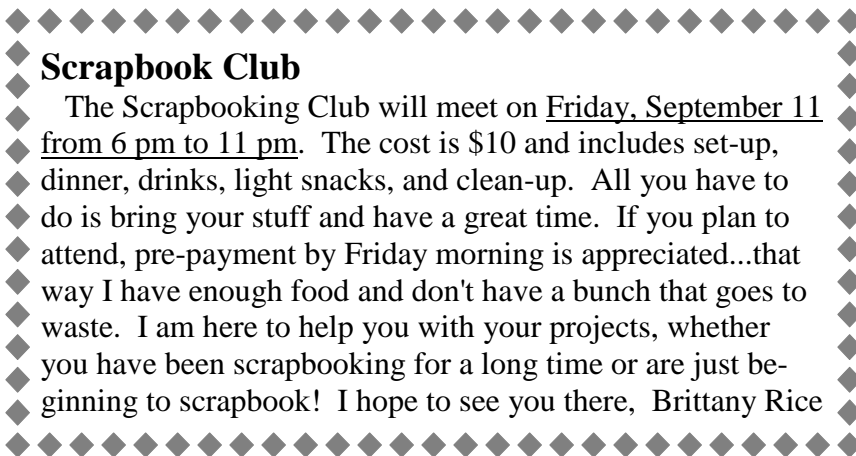 Scrapbook Club
The Scrapbooking Club will meet on Friday, September 11
from 6 pm to 11 pm.  The cost is $10 and includes set-up,
dinner, drinks, light snacks, and clean-up.  All you have to
do is bring your stuff and have a great time.  If you plan to
attend, pre-payment by Friday morning is appreciated...that
way I have enough food and don't have a bunch that goes to
waste.  I am here to help you with your projects, whether
you have been scrapbooking for a long time or are just be-
ginning to scrapbook!  I hope to see you there,  Brittany Rice